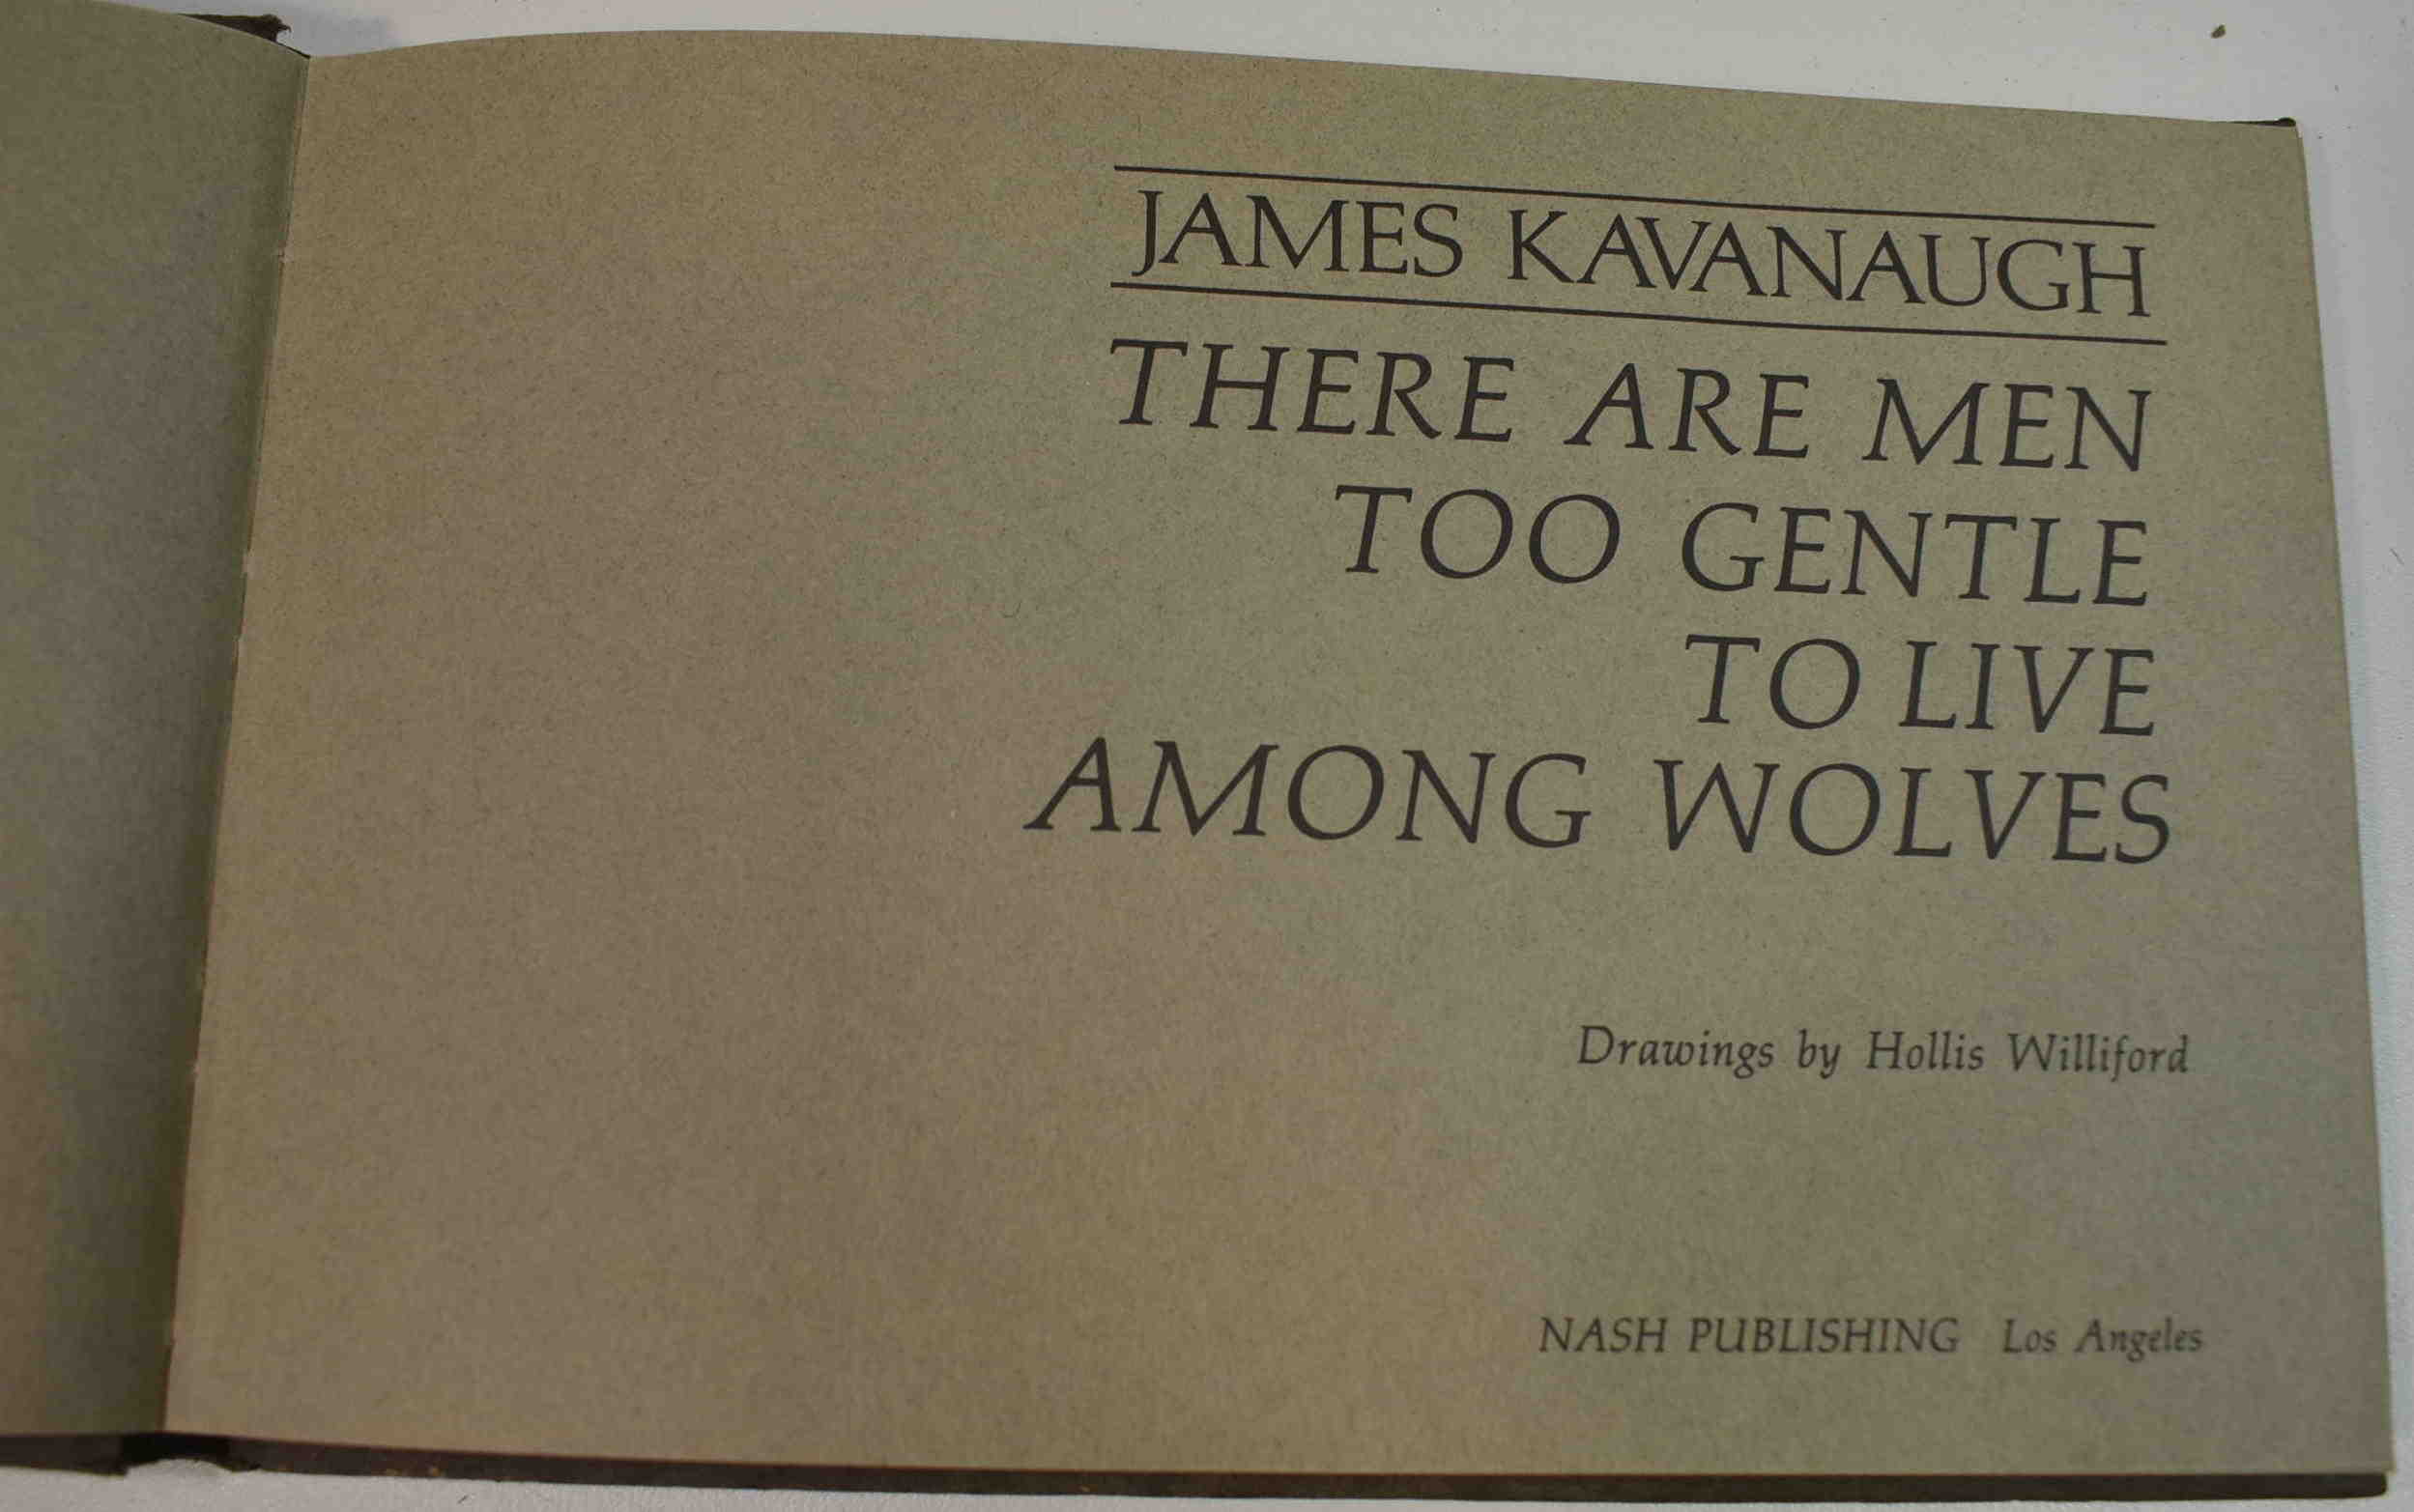 JAMES KAVANAUGH
THERE ARE MEN
TOO GENTLE
TO LIVE
AMONG WOLVES
Drawings by Hollis Williford
NASH PUBLISHING Los Angeles